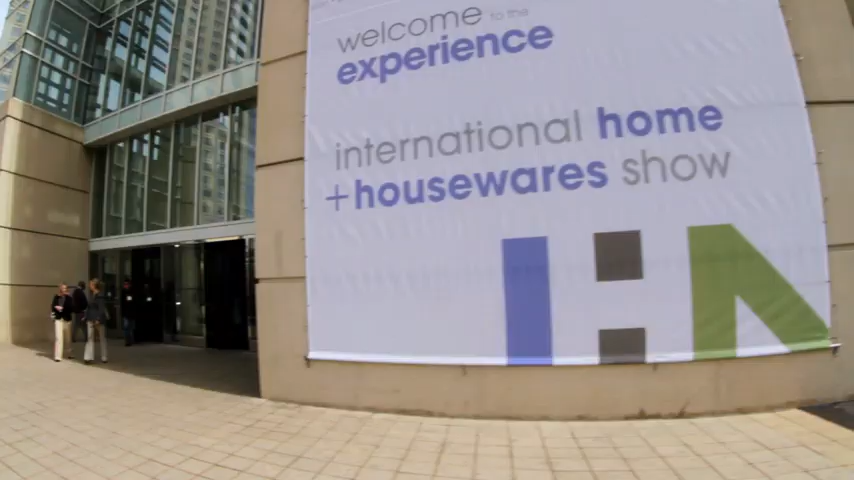 welcome to the
experience
international home
+housewares show
IHA